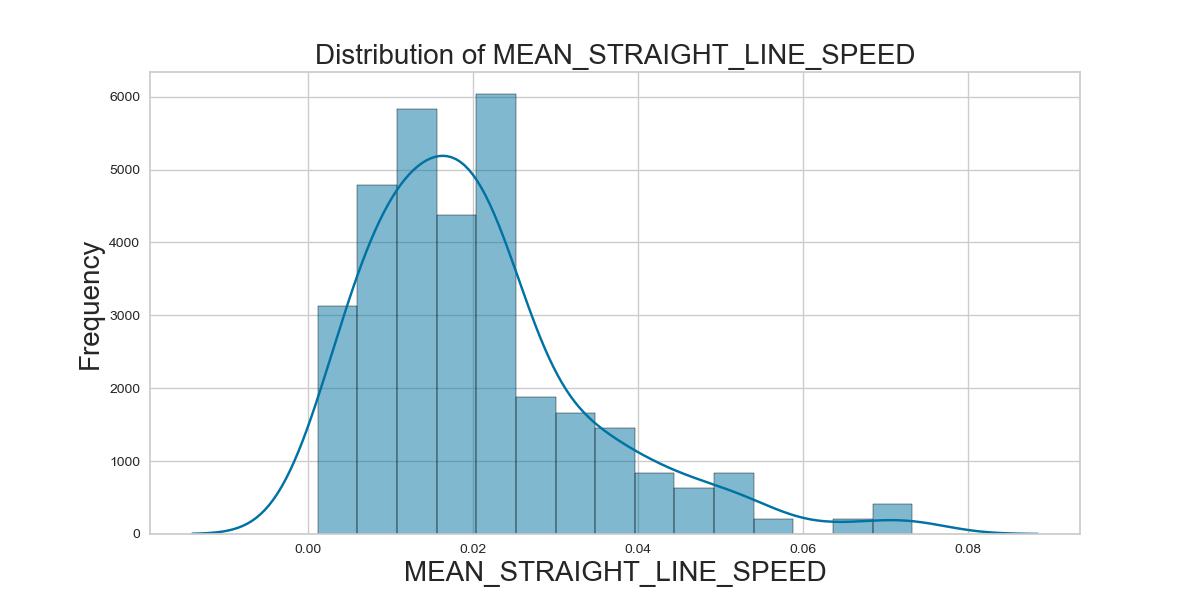 Distribution of MEAN_STRAIGHT_LINE_SPEED
6000
5000
4000
3000
2000
1000
0
Frequency
0.00 0.02 0.04 0.06 0.08
MEAN_STRAIGHT_LINE_SPEED